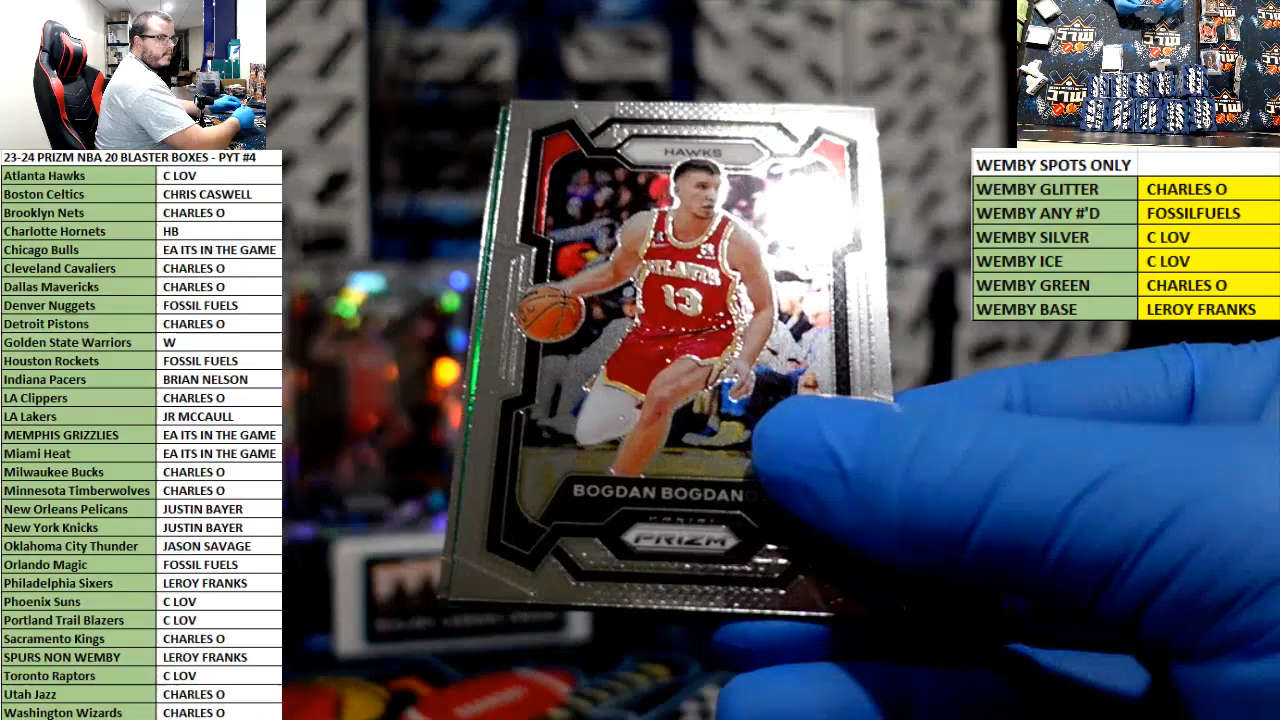 23-24 PRIZM NBA 20 BLASTER BOXES - PYT #4
Atlanta Hawks C LOV
Boston Celtics CHRIS CASWELL
Brooklyn Nets CHARLES O
Charlotte Hornets HB
Chicago Bulls EA ITS IN THE GAME
Cleveland Cavaliers CHARLES O
Dallas Mavericks CHARLES O
Denver Nuggets FOSSIL FUELS
Detroit Pistons CHARLES O
Golden State Warriors W
Houston Rockets FOSSIL FUELS
Indiana Pacers BRIAN NELSON
LA Clippers CHARLES O
LA Lakers JR MCCAULL
MEMPHIS GRIZZLIES EA ITS IN THE GAME
Miami Heat EA ITS IN THE GAME
Milwaukee Bucks CHARLES O
Minnesota Timberwolves CHARLES O
New Orleans Pelicans JUSTIN BAYER
New York Knicks JUSTIN BAYER
Oklahoma City Thunder JASON SAVAGE
Orlando Magic FOSSIL FUELS
Philadelphia Sixers LEROY FRANKS
Phoenix Suns C LOV
Portland Trail Blazers C LOV
Sacramento Kings CHARLES O
SPURS NON WEMBY LEROY FRANKS
Toronto Raptors C LOV
Utah Jazz CHARLES O
Washington Wizards CHARLES O
HAWKS
ATLANTA
13
BOGDAN BOGDANO
PANINI
PRIZM
WEMBY SPOTS ONLY
WEMBY GLITTER CHARLES O
WEMBY ANY #'D FOSSILFUELS
WEMBY SILVER C LOV
WEMBY ICE C LOV
WEMBY GREEN CHARLES O
WEMBY BASE LEROY FRANKS